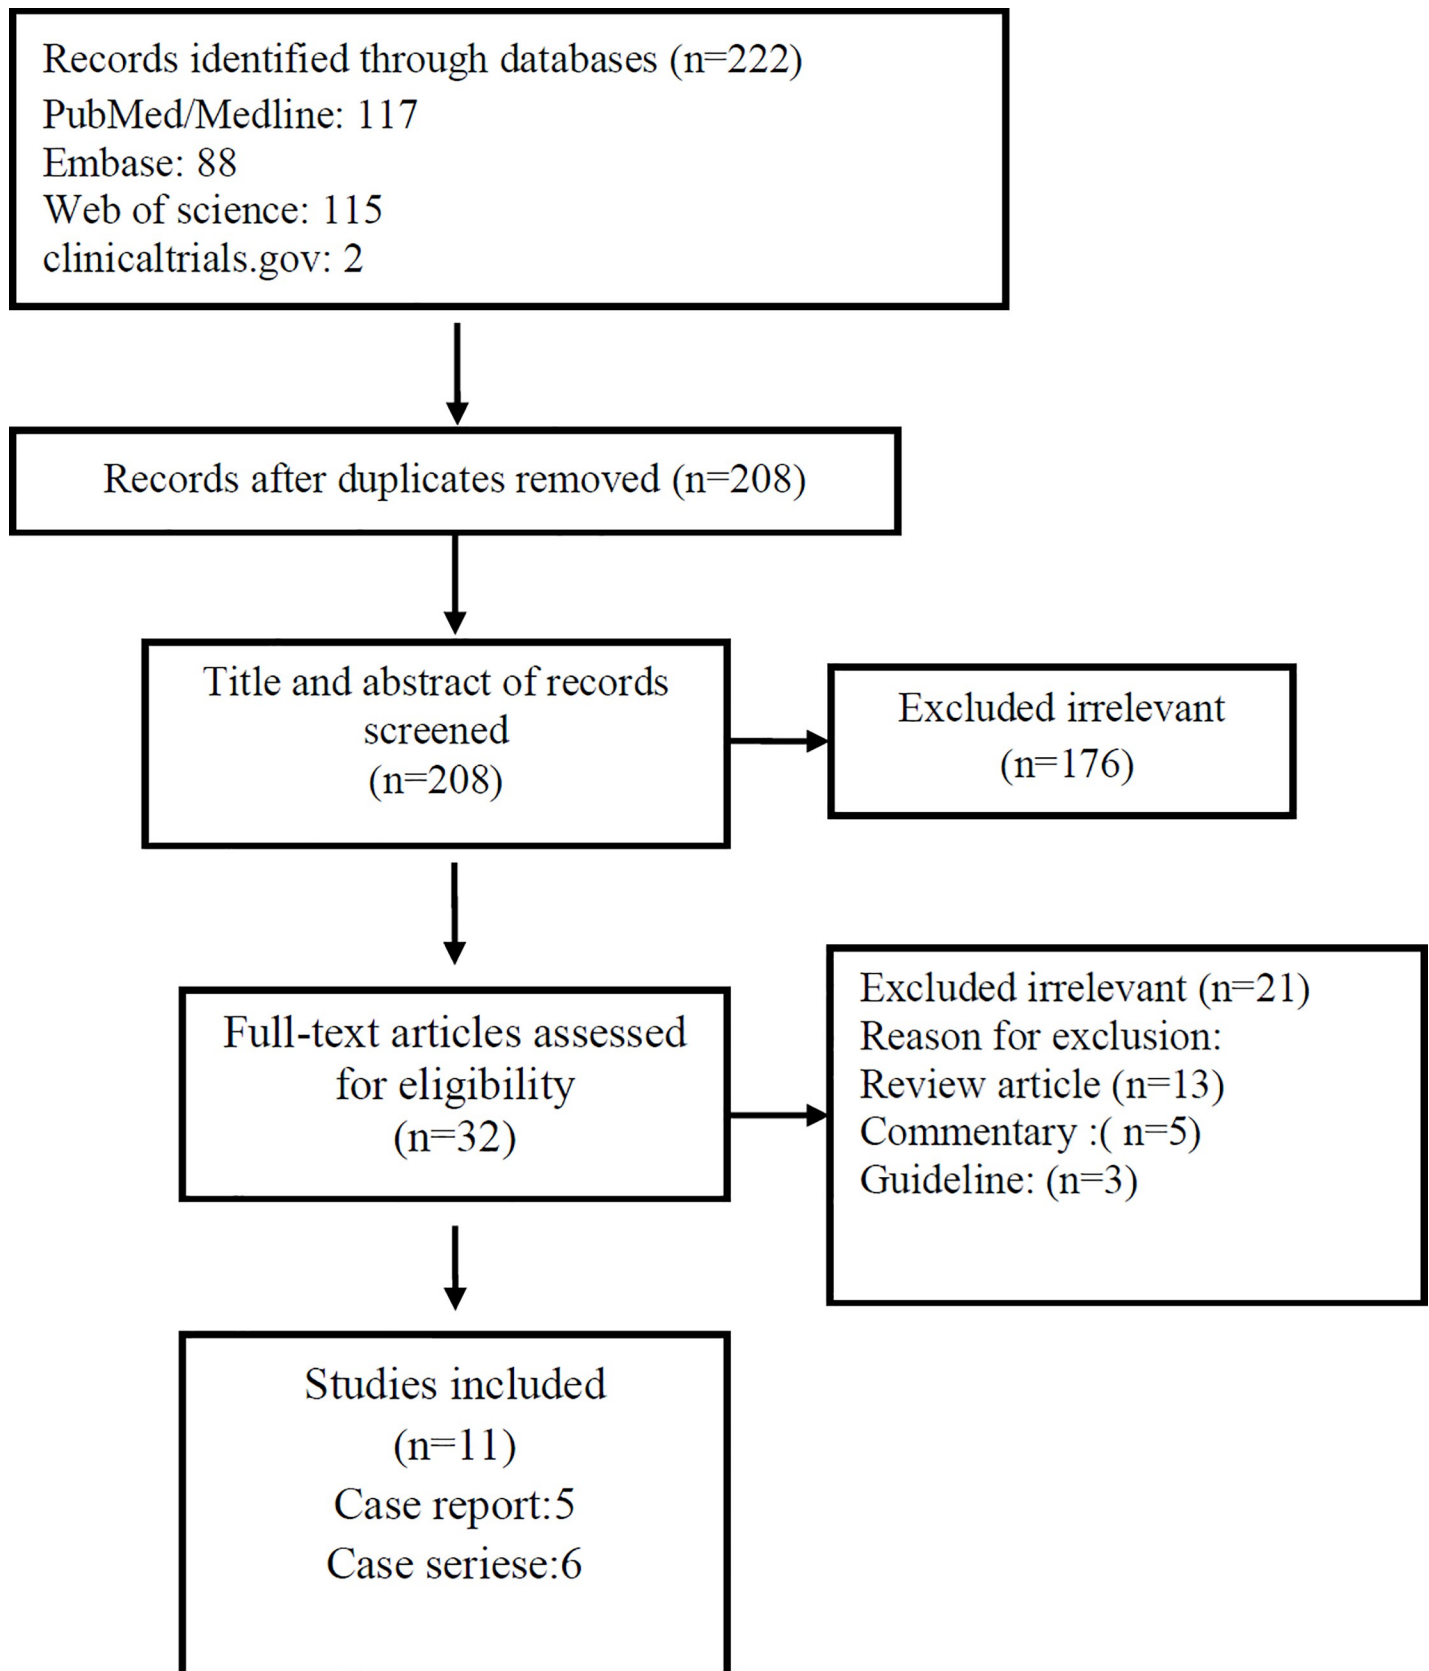 Records identified through databases (n=222)
PubMed/Medline: 117
Embase: 88
Web of science: 115
clinicaltrials.gov: 2
Records after duplicates removed (n=208)
Title and abstract of records
screened
(n=208)
Excluded irrelevant
(n=176)
Full-text articles assessed
for eligibility
(n=32)
Excluded irrelevant (n=21)
Reason for exclusion:
Review article (n=13)
Commentary :( n=5)
Guideline: (n=3)
Studies included
(n=11)
Case report:5
Case seriese:6